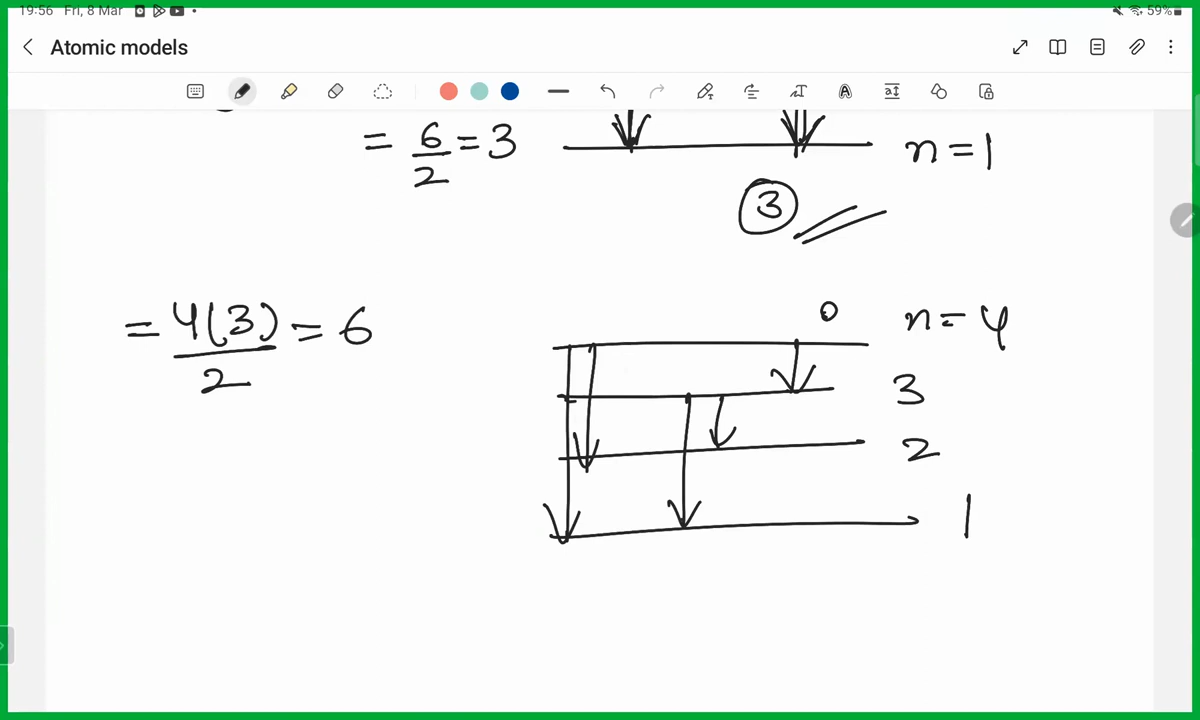 19:56 Fri, 8 Mar
59%
Atomic models
= 6/2 = 3
n = 1
3
= 4(3)/2 = 6
n = 4
3
2
1